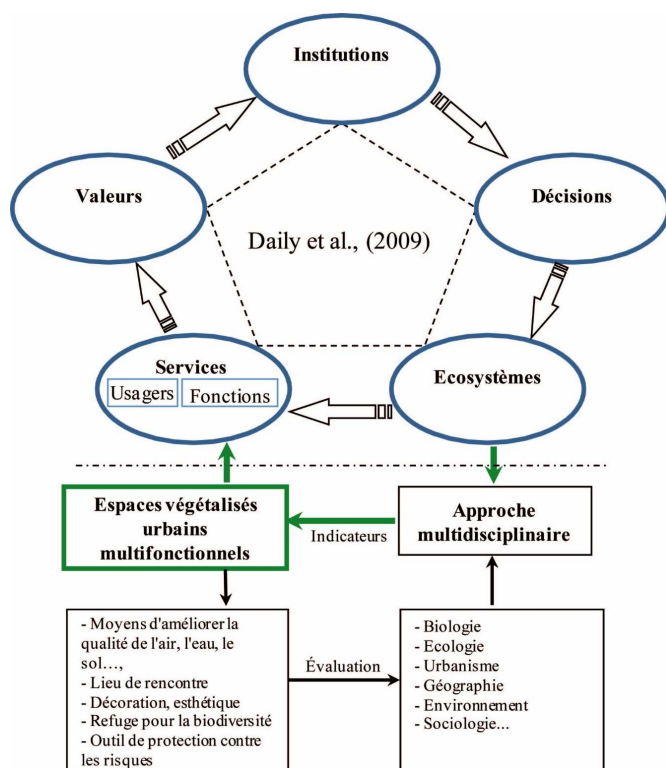 Institutions
Valeurs
Décisions
Daily et al., (2009)
Services
Usagers Fonctions
Ecosystèmes
Espaces végétalisés
urbains
multifonctionnels
Indicateurs
Approche
multidisciplinaire
- Moyens d'améliorer la
qualité de l'air, l'eau, le
sol...,
- Lieu de rencontre
- Décoration, esthétique
- Refuge pour la biodiversité
- Outil de protection contre
les risques
Évaluation
- Biologie
- Ecologie
- Urbanisme
- Géographie
- Environnement
- Sociologie...